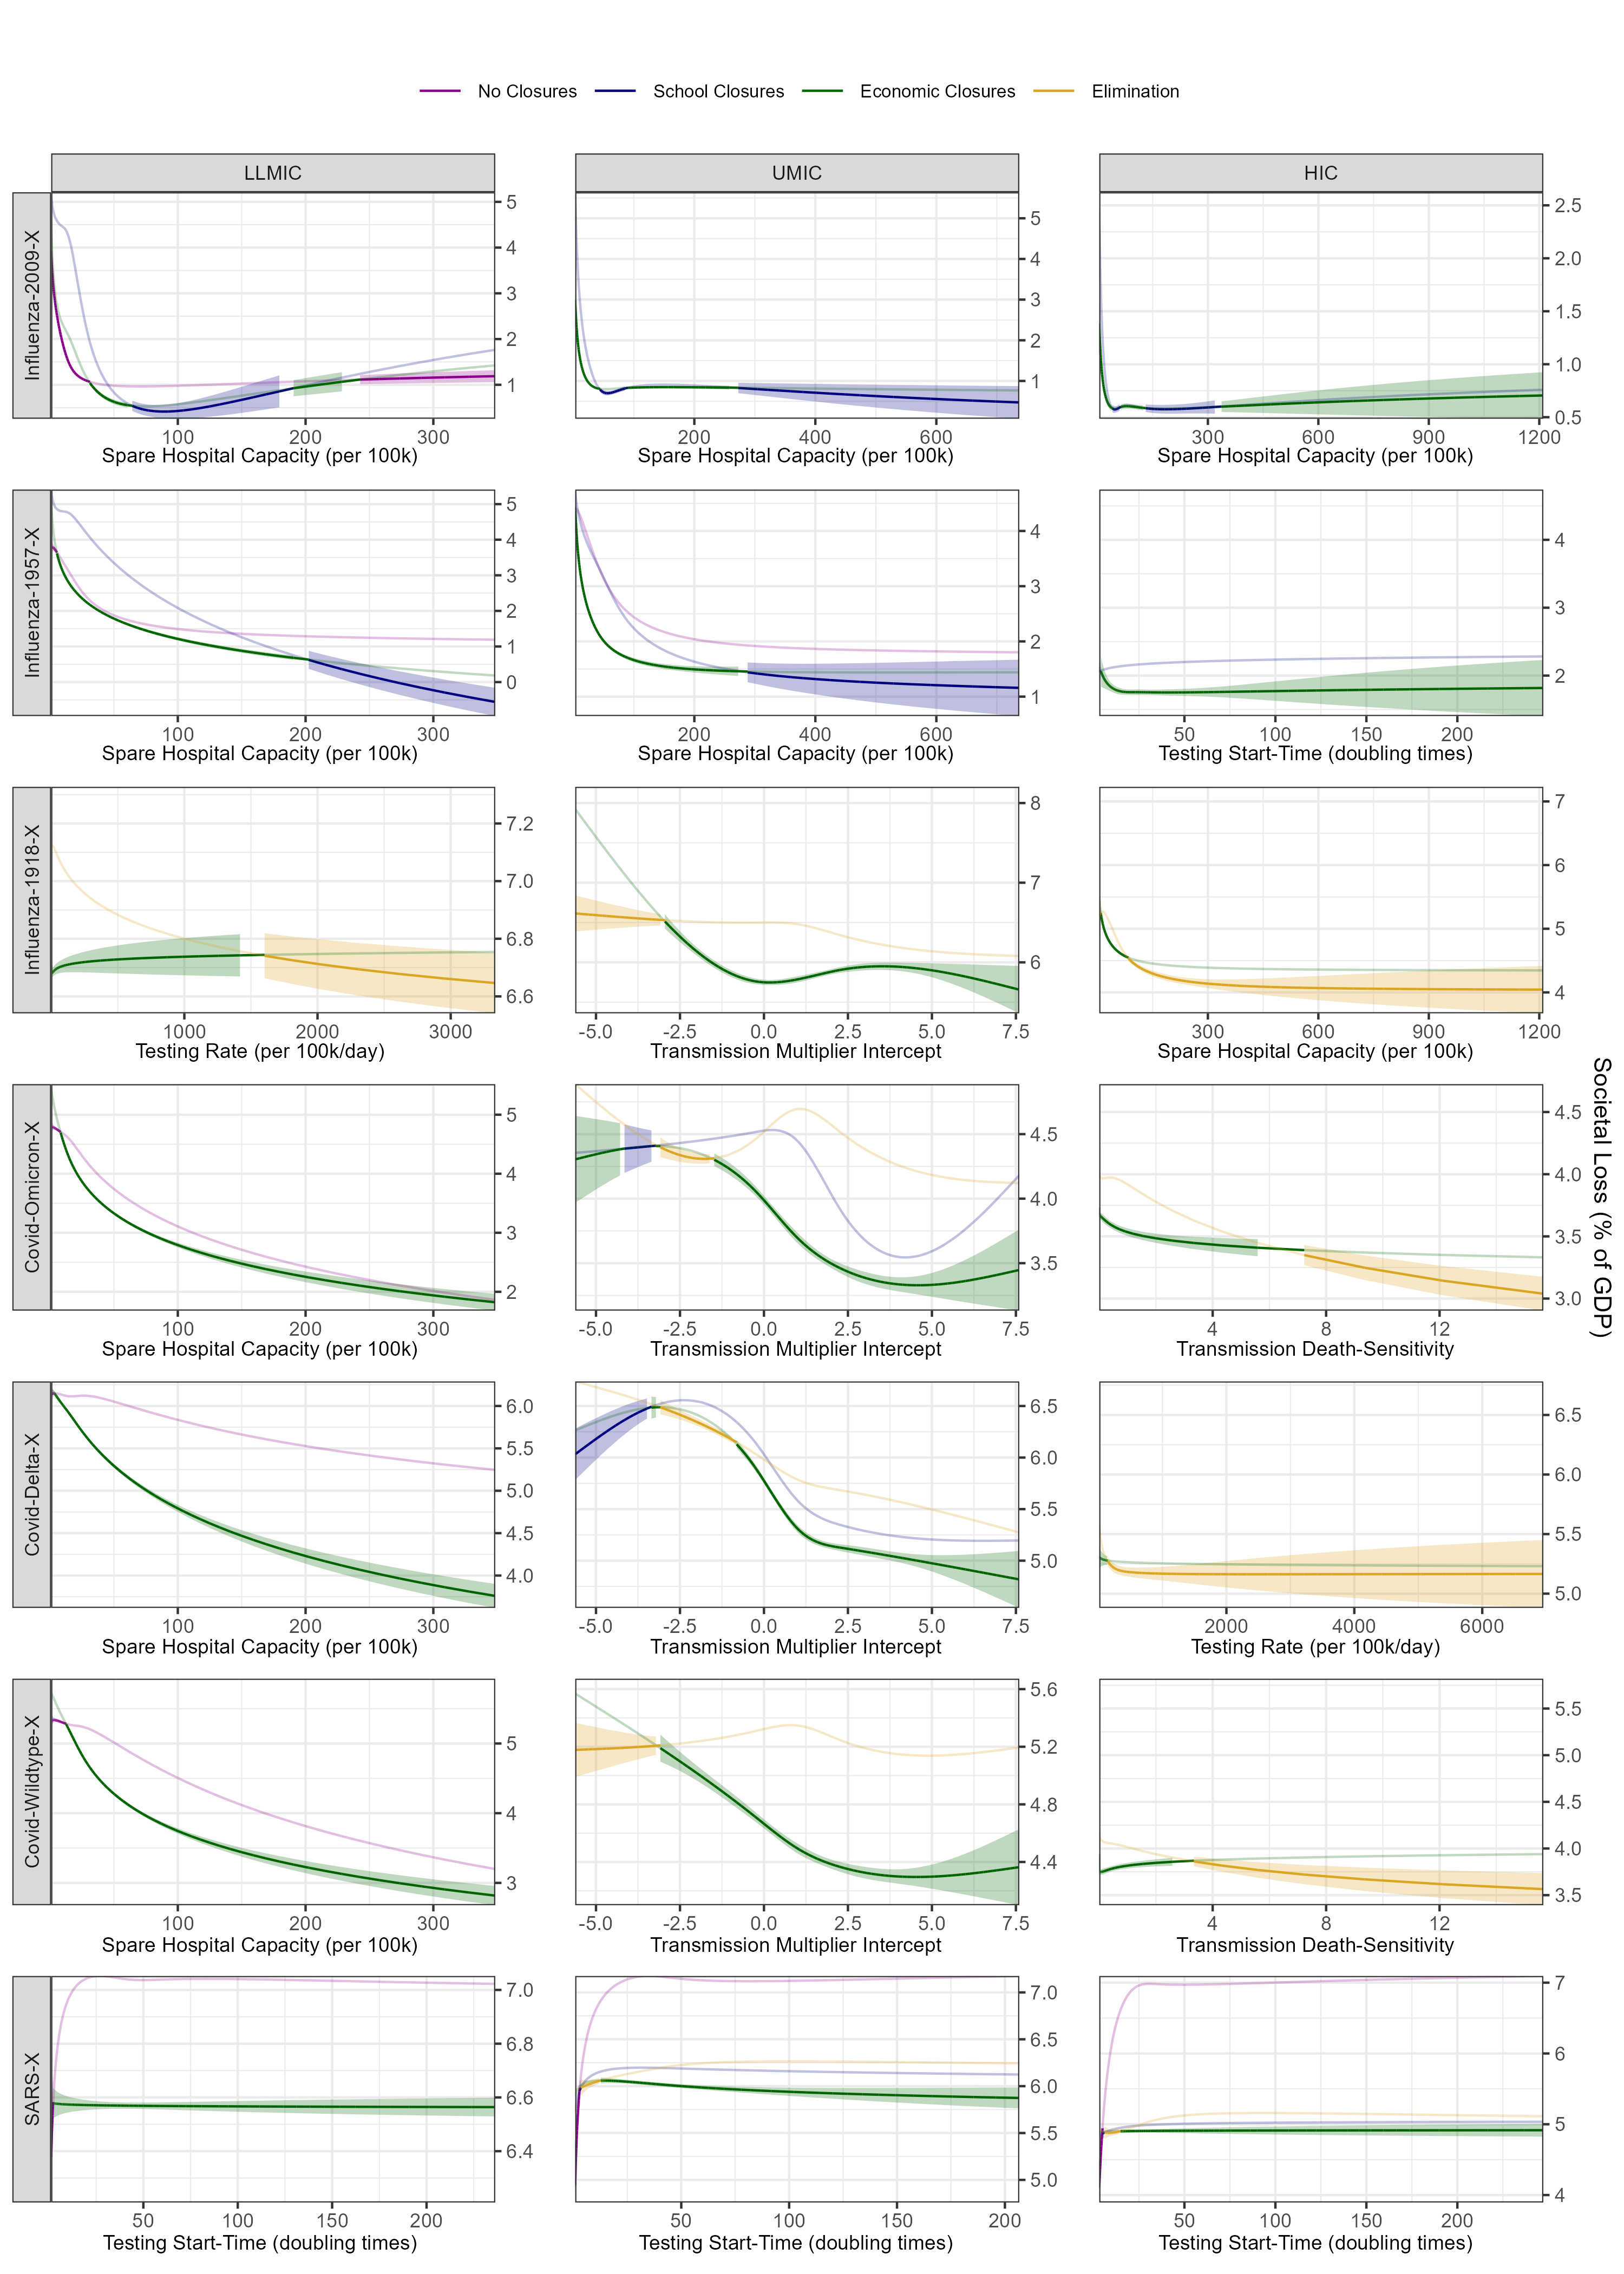 No Closures School Closures Economic Closures Elimination
LLMIC UMIC HIC
Influenza-2009-X
5 4 3 2 1
5 4 3 2 1
2.5 2.0 1.5 1.0 0.5
100 200 300
200 400 600
300 600 900 1200
Spare Hospital Capacity (per 100k) Spare Hospital Capacity (per 100k) Spare Hospital Capacity (per 100k)
Influenza-1957-X
5 4 3 2 1 0
4 3 2 1
4 3 2
100 200 300
200 400 600
50 100 150 200
Spare Hospital Capacity (per 100k) Spare Hospital Capacity (per 100k) Testing Start-Time (doubling times)
Influenza-1918-X
7.2 7.0 6.8 6.6
8 7 6
7 6 5 4
1000 2000 3000
-5.0 -2.5 0.0 2.5 5.0 7.5
300 600 900 1200
Testing Rate (per 100k/day) Transmission Multiplier Intercept Spare Hospital Capacity (per 100k)
Covid-Omicron-X
5 4 3 2
4.5 4.0 3.5
4.5 4.0 3.5 3.0
100 200 300
-5.0 -2.5 0.0 2.5 5.0 7.5
4 8 12
Spare Hospital Capacity (per 100k) Transmission Multiplier Intercept Transmission Death-Sensitivity
Societal Loss (% of GDP)
Covid-Delta-X
6.0 5.5 5.0 4.5 4.0
6.5 6.0 5.5 5.0
6.5 6.0 5.5 5.0
100 200 300
-5.0 -2.5 0.0 2.5 5.0 7.5
2000 4000 6000
Spare Hospital Capacity (per 100k) Transmission Multiplier Intercept Testing Rate (per 100k/day)
Covid-Wildtype-X
5 4 3
5.6 5.2 4.8 4.4
5.5 5.0 4.5 4.0 3.5
100 200 300
-5.0 -2.5 0.0 2.5 5.0 7.5
4 8 12
Spare Hospital Capacity (per 100k) Transmission Multiplier Intercept Transmission Death-Sensitivity
SARS-X
7.0 6.8 6.6 6.4
7.0 6.5 6.0 5.5 5.0
7 6 5 4
50 100 150 200
50 100 150 200
50 100 150 200
Testing Start-Time (doubling times) Testing Start-Time (doubling times) Testing Start-Time (doubling times)